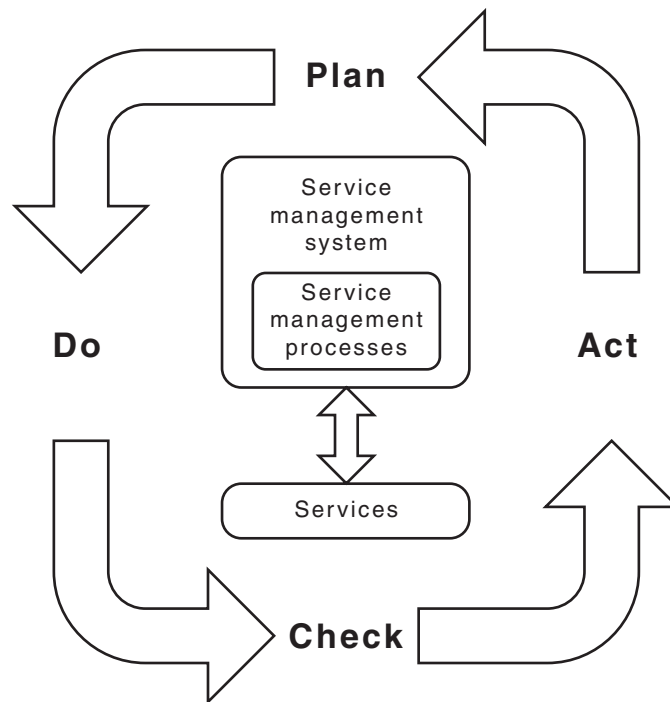 Plan
Service
management
system
Service
management
processes
Do
Act
Services
Check